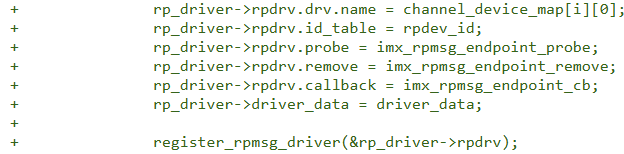 + rp_driver->rpdrv.drv.name = channel_device_map[i][0];
+ rp_driver->rpdrv.id_table = rpdev_id;
+ rp_driver->rpdrv.probe = imx_rpmsg_endpoint_probe;
+ rp_driver->rpdrv.remove = imx_rpmsg_endpoint_remove;
+ rp_driver->rpdrv.callback = imx_rpmsg_endpoint_cb;
+ rp_driver->driver_data = driver_data;
+
+ register_rpmsg_driver(&rp_driver->rpdrv);